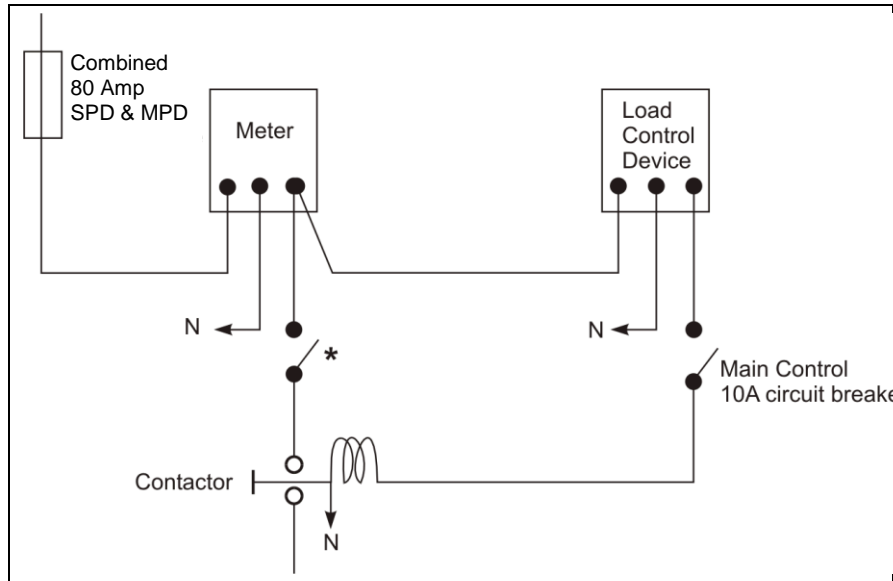 Combined
80 Amp
SPD & MPD
Meter
Load
Control
Device
N
N
*
Main Control
10A circuit breake
Contactor
N